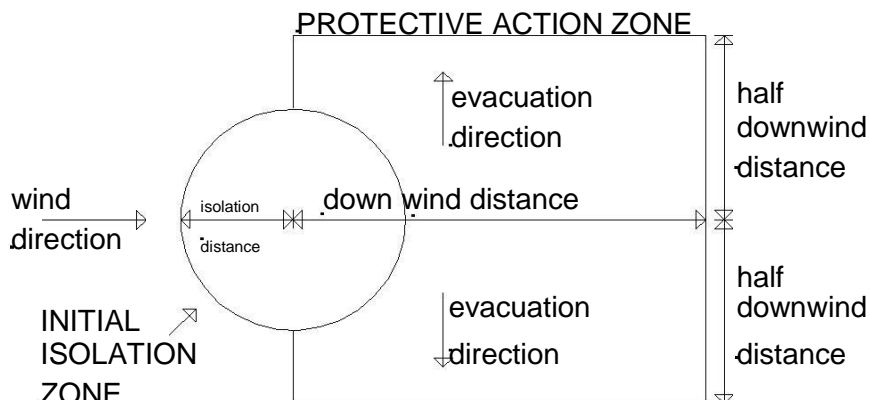 PROTECTIVE ACTION ZONE
evacuation
direction
half
downwind
distance
wind
direction
isolation
distance
down wind distance
INITIAL
ISOLATION
ZONE
evacuation
direction
half
downwind
distance